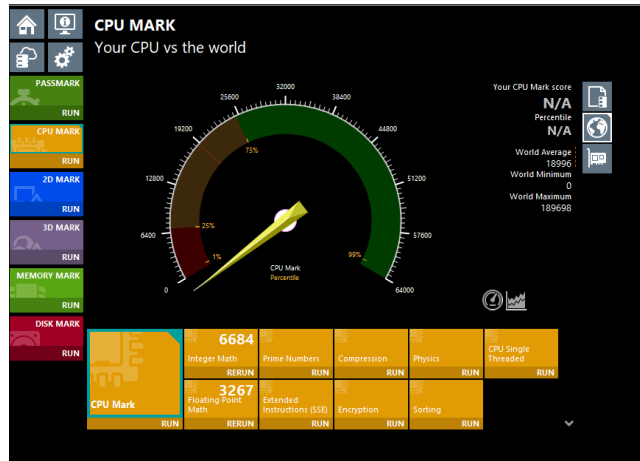 CPU MARK
Your CPU vs the world
PASSMARK
RUN
CPU MARK
RUN
2D MARK
RUN
3D MARK
RUN
MEMORY MARK
RUN
DISK MARK
RUN
0
6400
12800
19200
25600
32000
38400
44800
51200
57600
64000
1%
25%
75%
99%
CPU Mark
Percentile
Your CPU Mark score
N/A
Percentile
N/A
World Average
18996
World Minimum
0
World Maximum
189698
CPU Mark
RUN
6684
Integer Math
RERUN
Prime Numbers
RUN
Compression
RUN
Physics
RUN
CPU Single
Threaded
RUN
3267
Floating Point
Math
RERUN
Extended
Instructions (SSE)
RUN
Encryption
RUN
Sorting
RUN